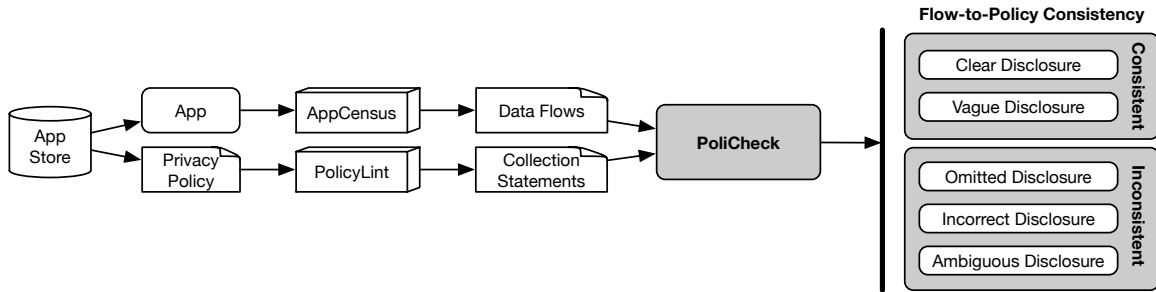 Flow-to-Policy Consistency
App
Store
App
AppCensus
Data Flows
Privacy
Policy
PolicyLint
Collection
Statements
PoliCheck
Clear Disclosure
Vague Disclosure
Consistent
Omitted Disclosure
Incorrect Disclosure
Ambiguous Disclosure
Inconsistent